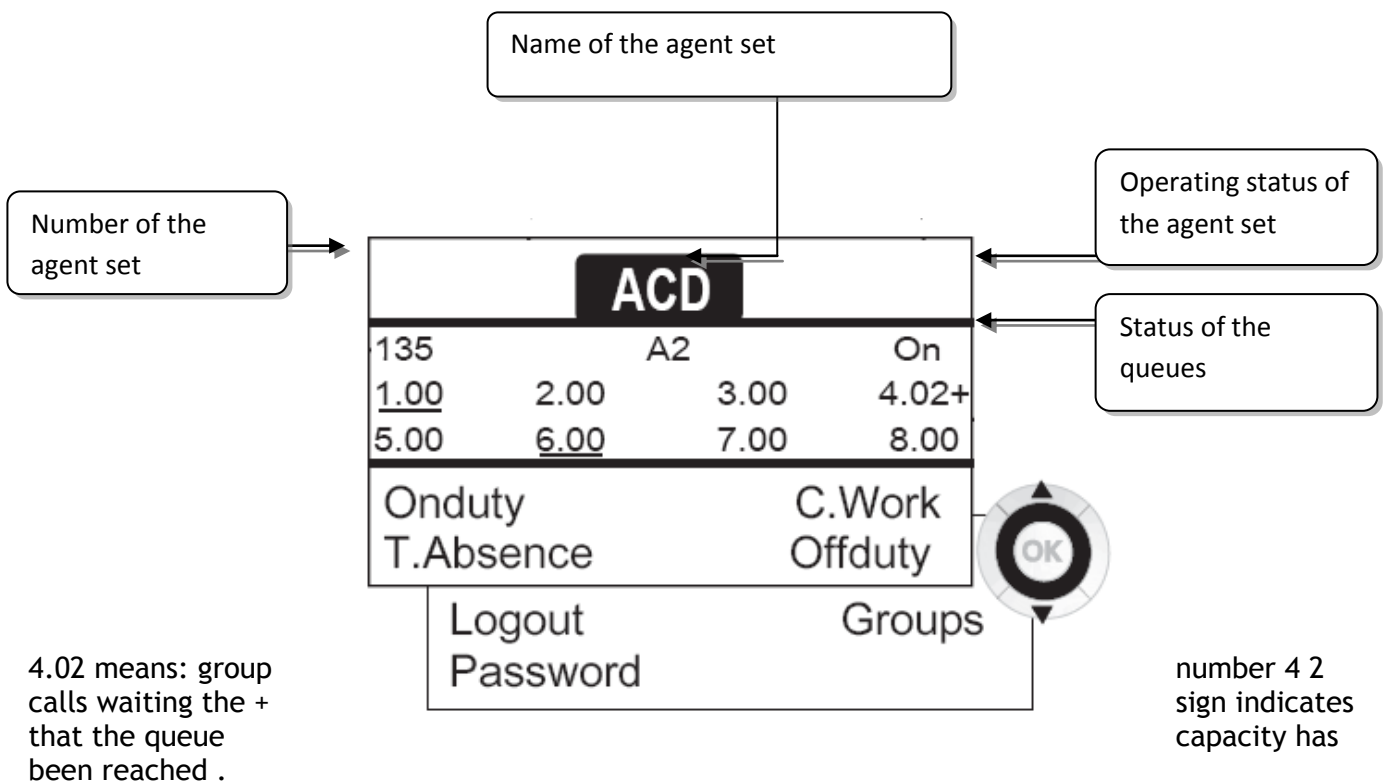 Name of the agent set
Number of the
agent set
Operating status of
the agent set
Status of the
queues
ACD
135 A2 On
1.00 2.00 3.00 4.02+
5.00 6.00 7.00 8.00
Onduty C.Work
T.Absence Offduty
OK
Logout Groups
Password
4.02 means: group number 4 2
calls waiting the + sign indicates
that the queue capacity has
been reached .